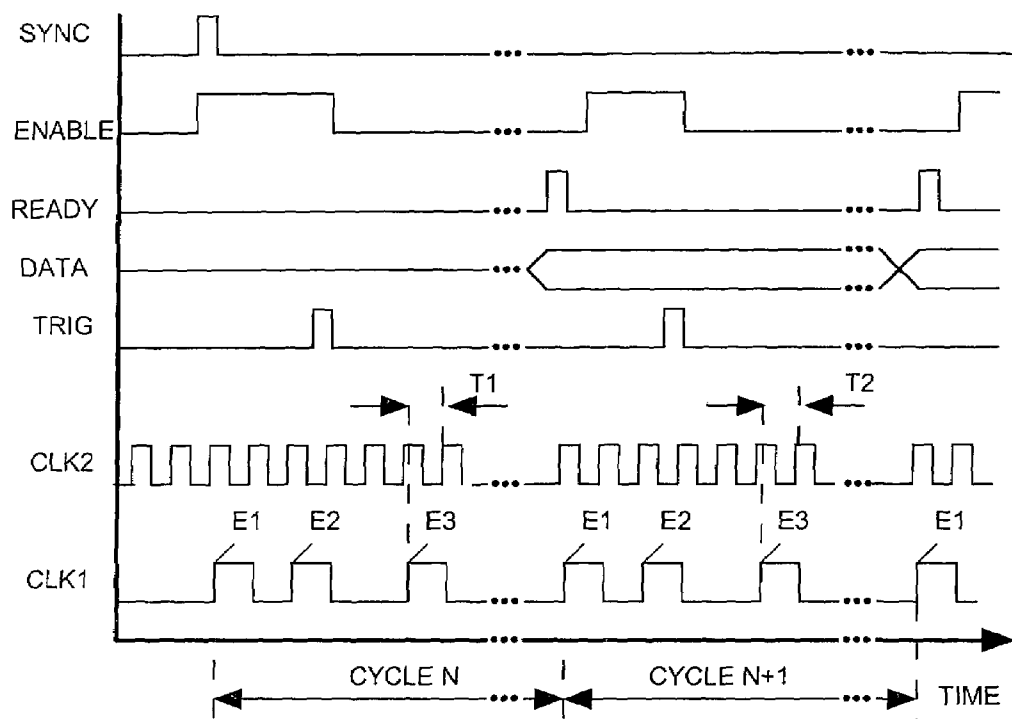 SYNC
ENABLE
READY
DATA
TRIG
T1 T2
CLK2
E1 E2 E3 E1 E2 E3 E1
CLK1
CYCLE N CYCLE N+1 TIME